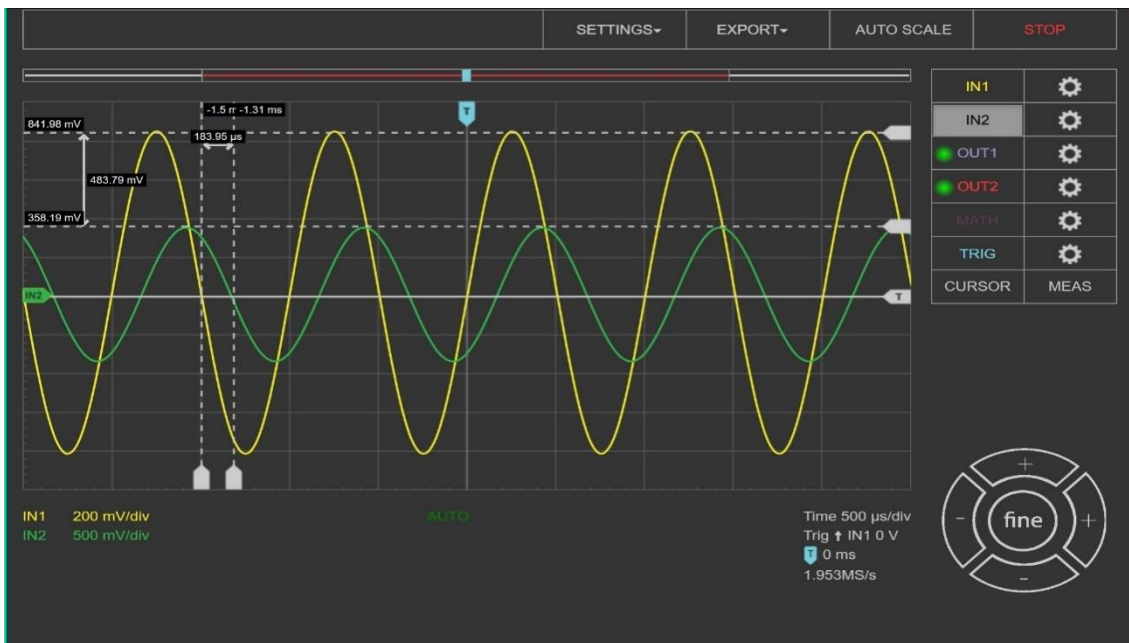 SETTINGS EXPORT AUTO SCALE STOP
T
-1.5 m -1.31 ms
841.98 mV
183.95 µs
483.79 mV
358.19 mV
IN2
T
IN1
IN2
OUT1
OUT2
MATH
TRIG
CURSOR MEAS
IN1 200 mV/div
IN2 500 mV/div
AUTO
Time 500 µs/div
Trig IN1 0 V
T 0 ms
1.953MS/s
+
- fine +
-